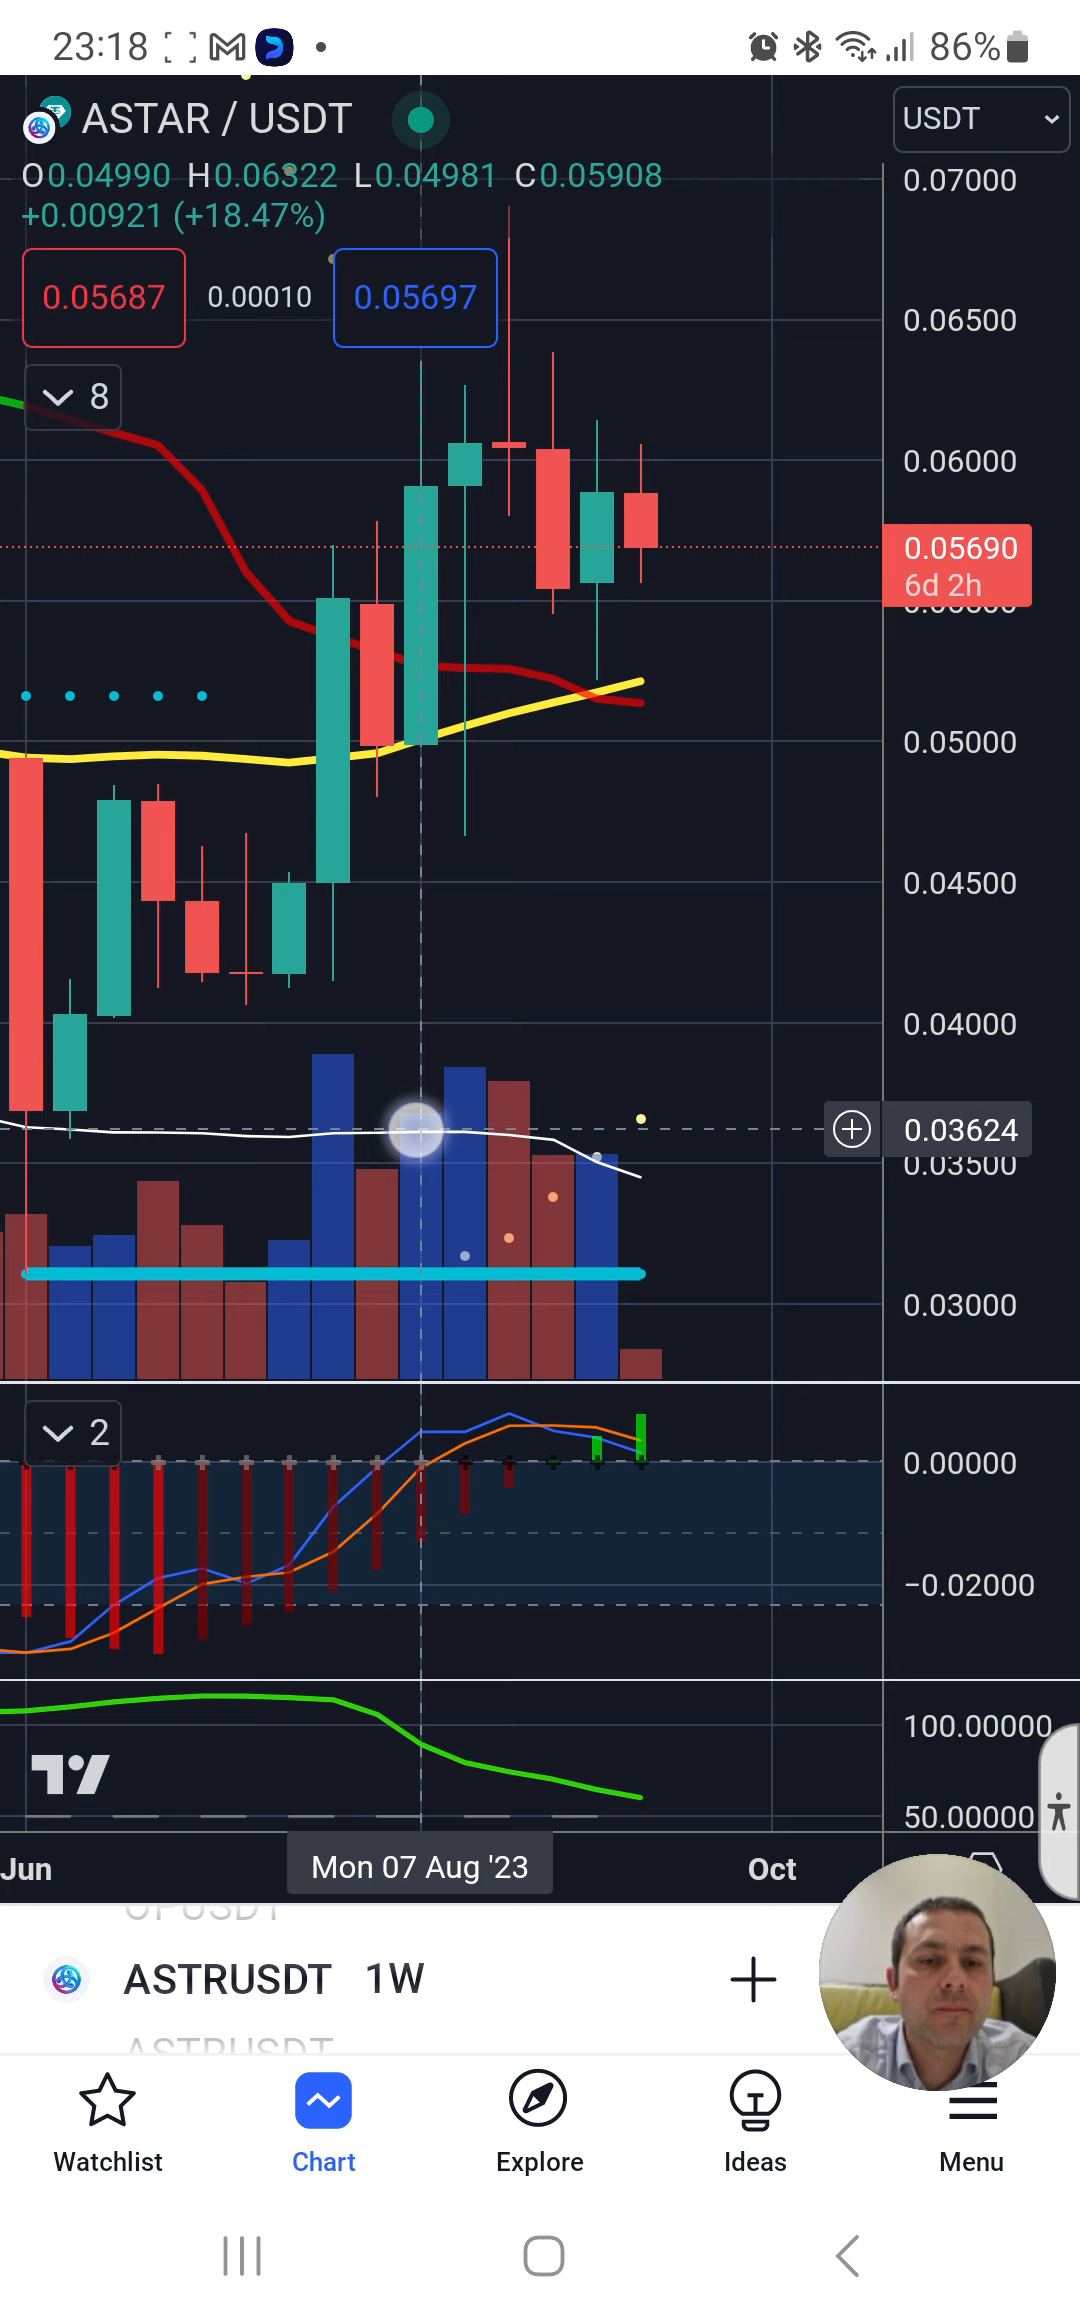 23:18
86%
ASTAR / USDT
USDT
O0.04990 H0.06322 L0.04981 C0.05908
+0.00921 (+18.47%)
0.05687
0.00010
0.05697
8
0.07000
0.06500
0.06000
0.05690
6d 2h
0.05000
0.04500
0.04000
0.03624
0.03500
0.03000
2
0.00000
−0.02000
100.00000
50.00000
Jun
Mon 07 Aug '23
Oct
OPUSDT
ASTRUSDT 1W
ASTRUSDT
Watchlist
Chart
Explore
Ideas
Menu